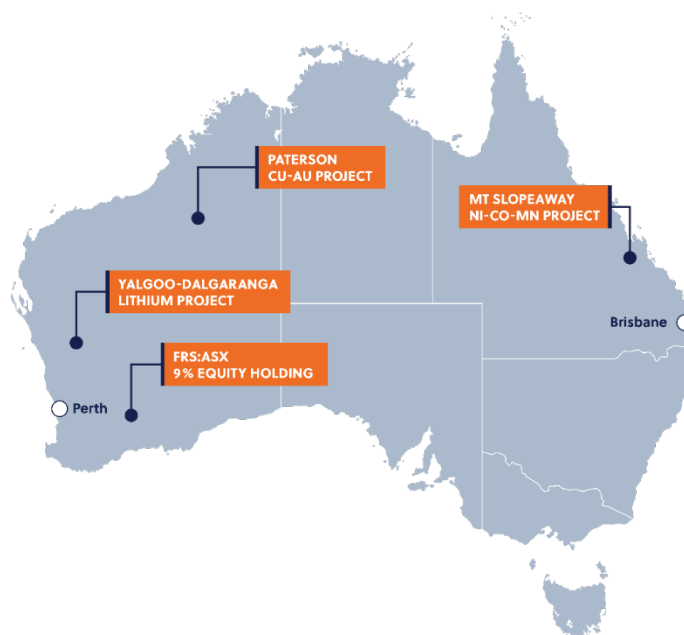 PATERSON
CU-AU PROJECT
MT SLOPEAWAY
NI-CO-MN PROJECT
YALGOO-DALGARANGA
LITHIUM PROJECT
Brisbane
FRS:ASX
9% EQUITY HOLDING
Perth